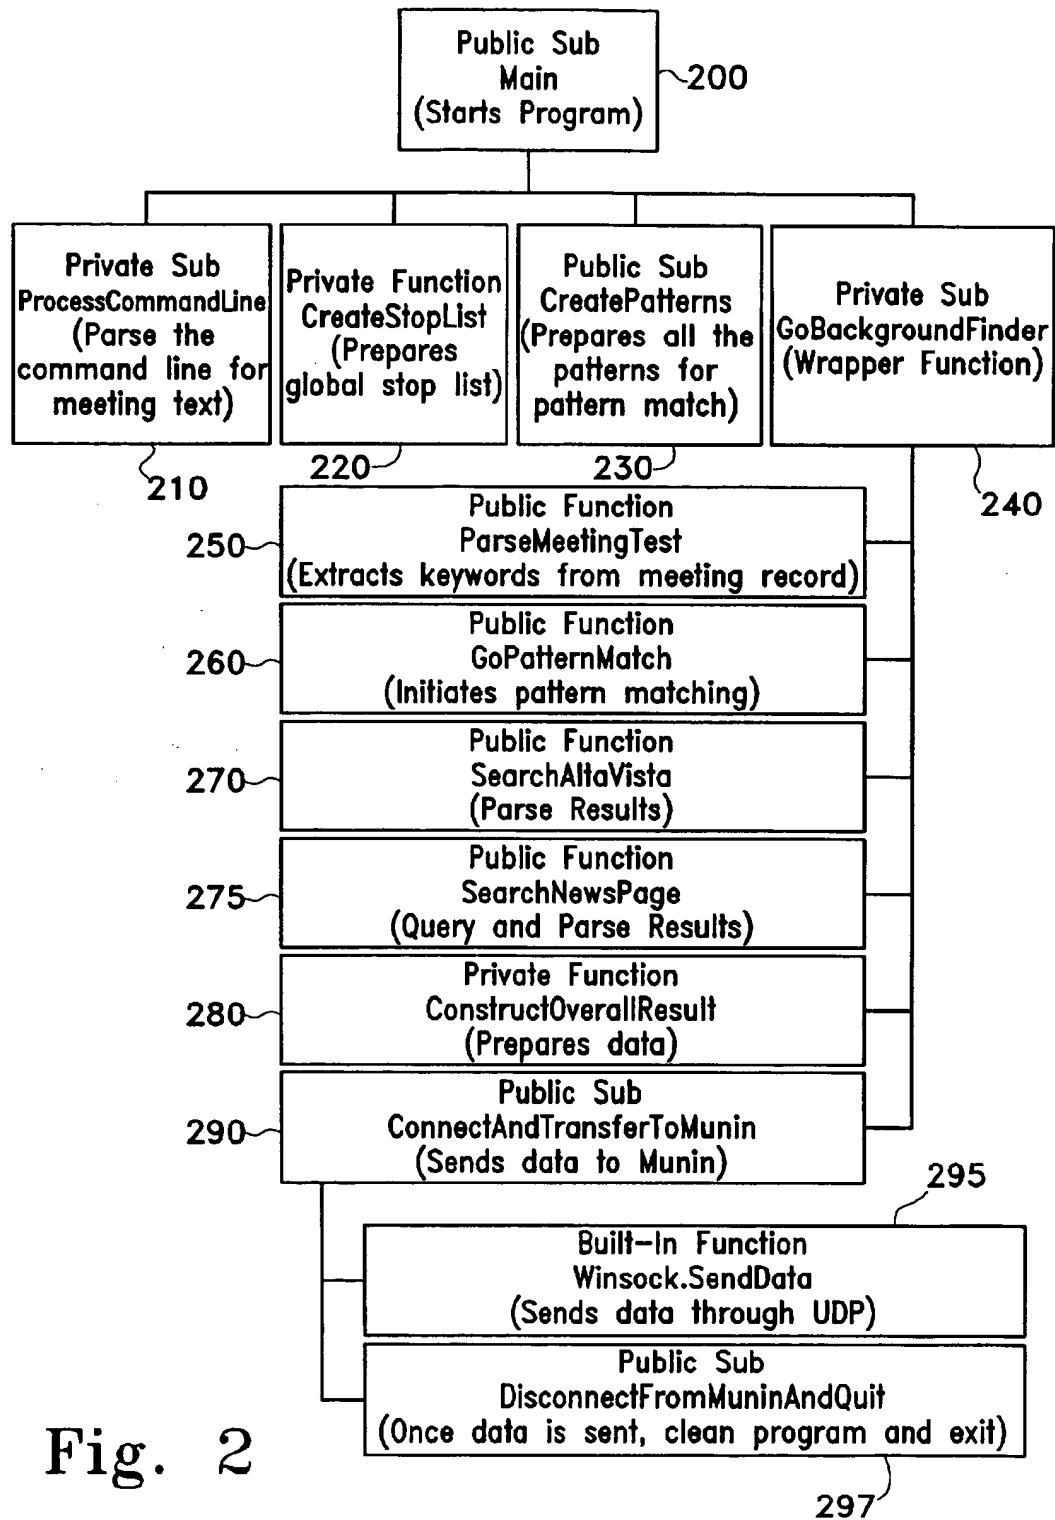 Public Sub
Main
(Starts Program)
200
Private Sub
ProcessCommandLine
(Parse the
command line for
meeting text)
210
Private Function
CreateStopList
(Prepares
global stop list)
220
Public Sub
CreatePatterns
(Prepares all the
patterns for
pattern match)
230
Private Sub
GoBackgroundFinder
(Wrapper Function)
240
250
Public Function
ParseMeetingTest
(Extracts keywords from meeting record)
260
Public Function
GoPatternMatch
(Initiates pattern matching)
270
Public Function
SearchAltaVista
(Parse Results)
275
Public Function
SearchNewsPage
(Query and Parse Results)
280
Private Function
ConstructOverallResult
(Prepares data)
290
Public Sub
ConnectAndTransferToMunin
(Sends data to Munin)
295
Built-In Function
Winsock.SendData
(Sends data through UDP)
Public Sub
DisconnectFromMuninAndQuit
(Once data is sent, clean program and exit)
297
Fig. 2